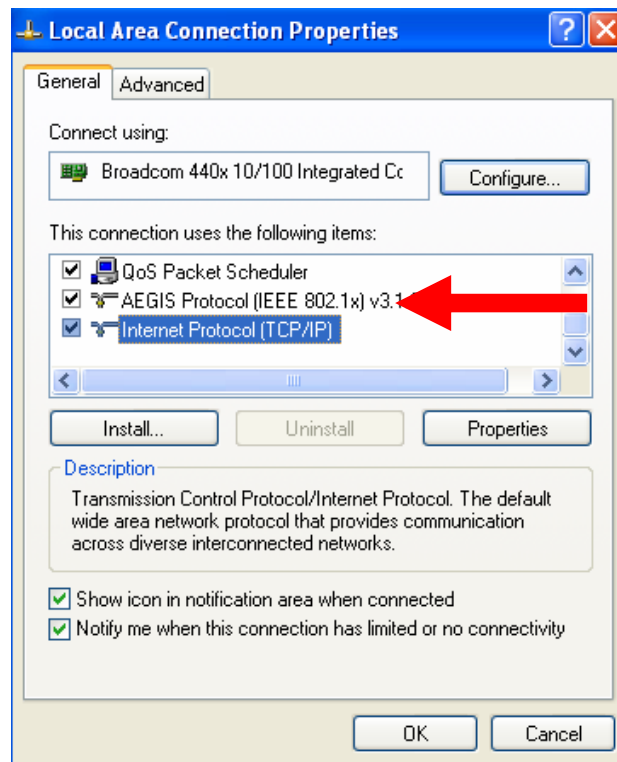 Local Area Connection Properties
General
Advanced
Connect using:
Broadcom 440x 10/100 Integrated
Configure...
This connection uses the following items:
QoS Packet Scheduler
AEGIS Protocol (IEEE 802.1x)
Internet Protocol (TCP/IP)
Install...
Uninstall
Properties
Description
Transmission Control Protocol/Internet Protocol. The default
wide area network protocol that provides communication
across diverse interconnected networks.
Show icon in notification area when connected
Notify me when this connection has limited or no connectivity
OK
Cancel